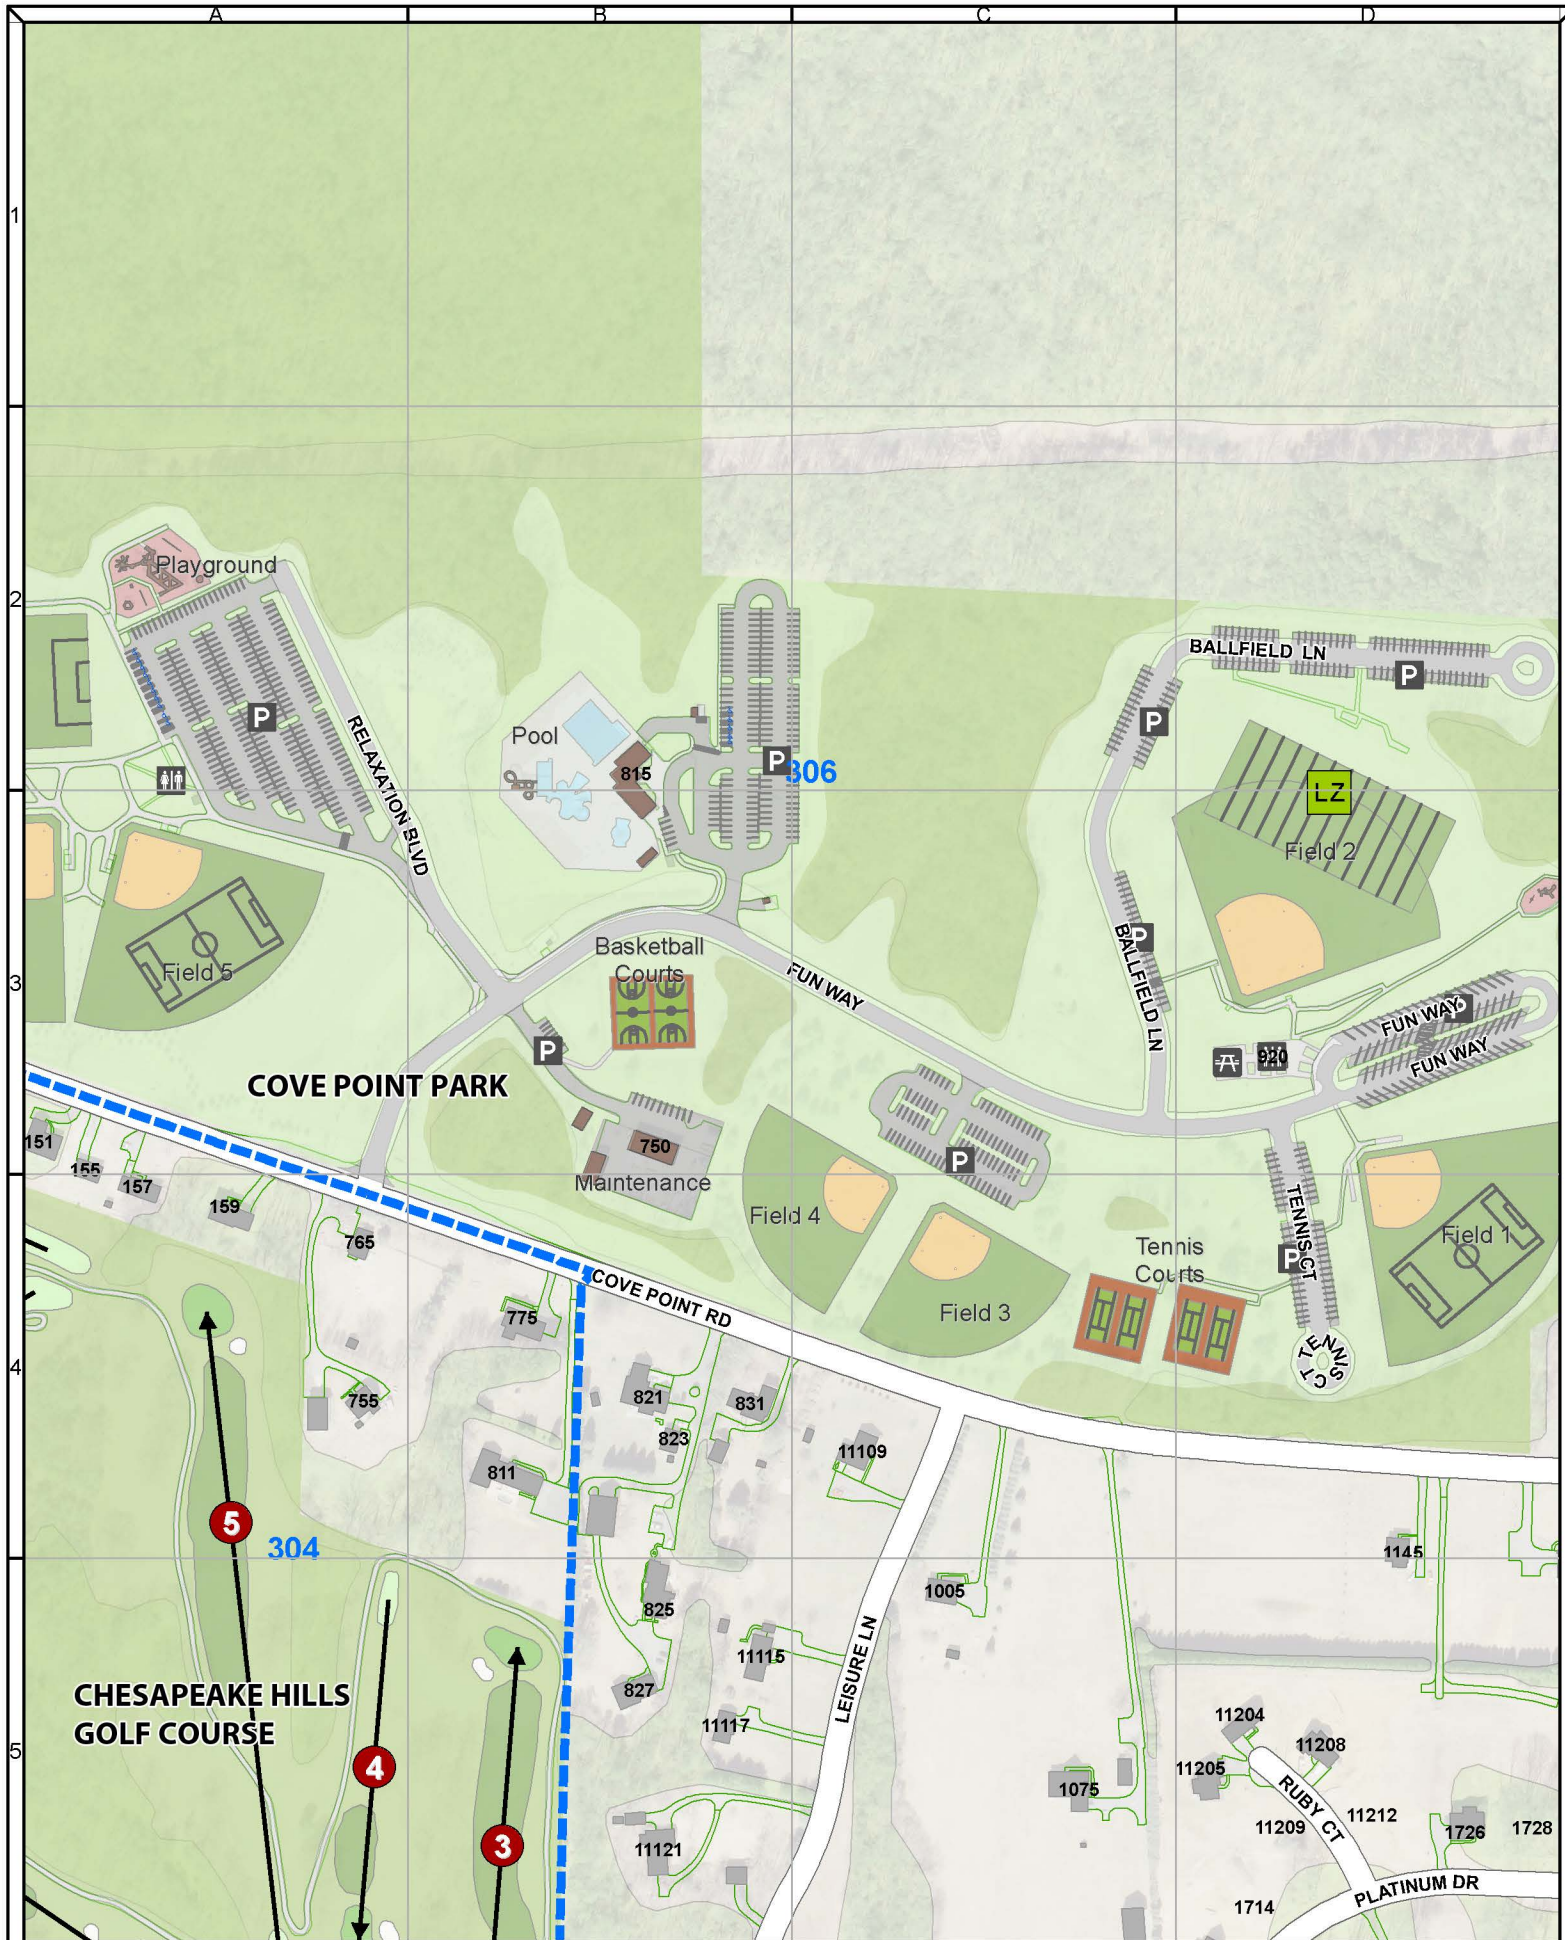 A
B
C
D
1
2
3
4
5
Playground
P
RELAXATION BLVD
Pool
815
P
306
BALLFIELD LN
P
P
LZ
Field 2
P
BALLFIELD LN
Field 5
Basketball
Courts
FUN WAY
P
FUN WAY
P
FUN WAY
920
COVE POINT PARK
750
Maintenance
P
Field 4
Field 3
Tennis
Courts
TENNIS CT
P
Field 1
TENNIS CT
151
155
157
159
765
775
COVE POINT RD
755
821
823
831
811
11109
5
304
825
1005
1145
11115
827
11117
LEISURE LN
CHESAPEAKE HILLS
GOLF COURSE
4
3
11121
1075
11204
11208
11205
RUBY CT
11209
11212
1726
1728
PLATINUM DR
1714